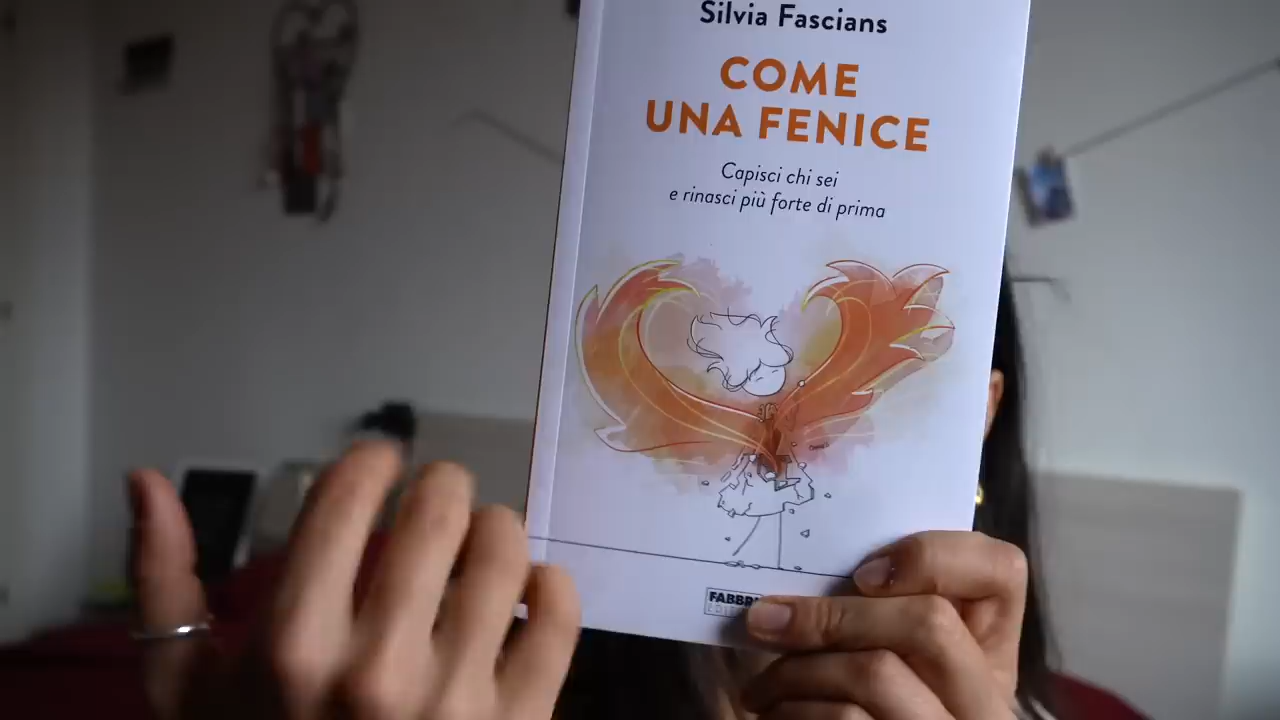 Silvia Fascians
COME
UNA FENICE
Capisci chi sei
e rinasci più forte di prima